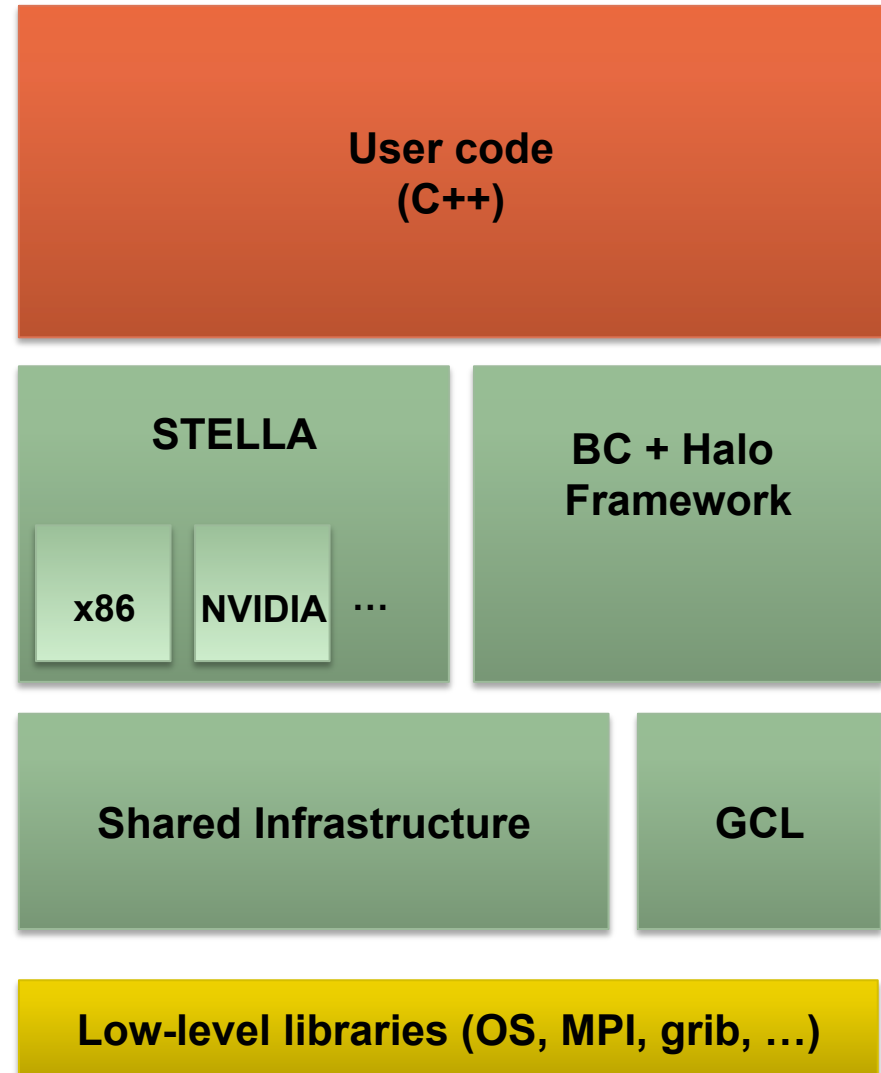 User code
(C++)
STELLA
BC + Halo
Framework
x86
NVIDIA
...
Shared Infrastructure
GCL
Low-level libraries (OS, MPI, grib, …)